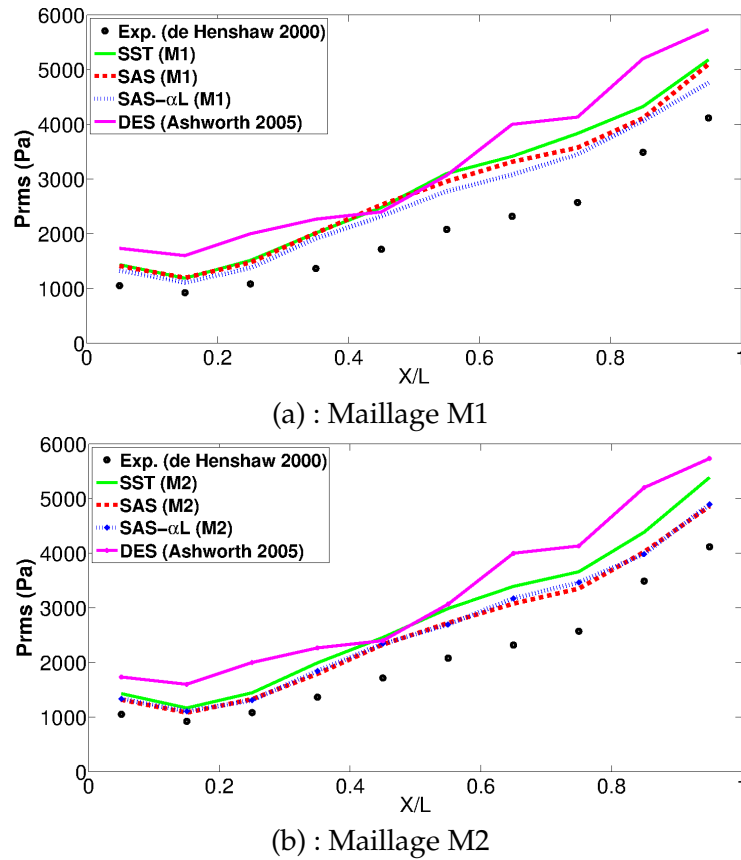 6000
5000
4000
3000
2000
1000
0
Prms (Pa)
Exp. (de Henshaw 2000)
SST (M1)
SAS (M1)
SAS-αL (M1)
DES (Ashworth 2005)
0 0.2 0.4 0.6 0.8 1
X/L
(a) : Maillage M1
6000
5000
4000
3000
2000
1000
0
Prms (Pa)
Exp. (de Henshaw 2000)
SST (M2)
SAS (M2)
SAS-αL (M2)
DES (Ashworth 2005)
0 0.2 0.4 0.6 0.8 1
X/L
(b) : Maillage M2